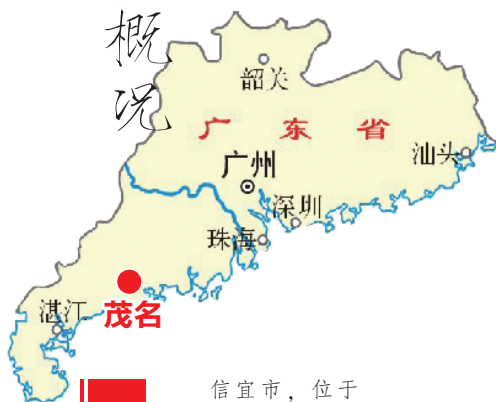 概况
韶关
广东省
汕头
广州
深圳
珠海
茂名
湛江
信宜市，位于